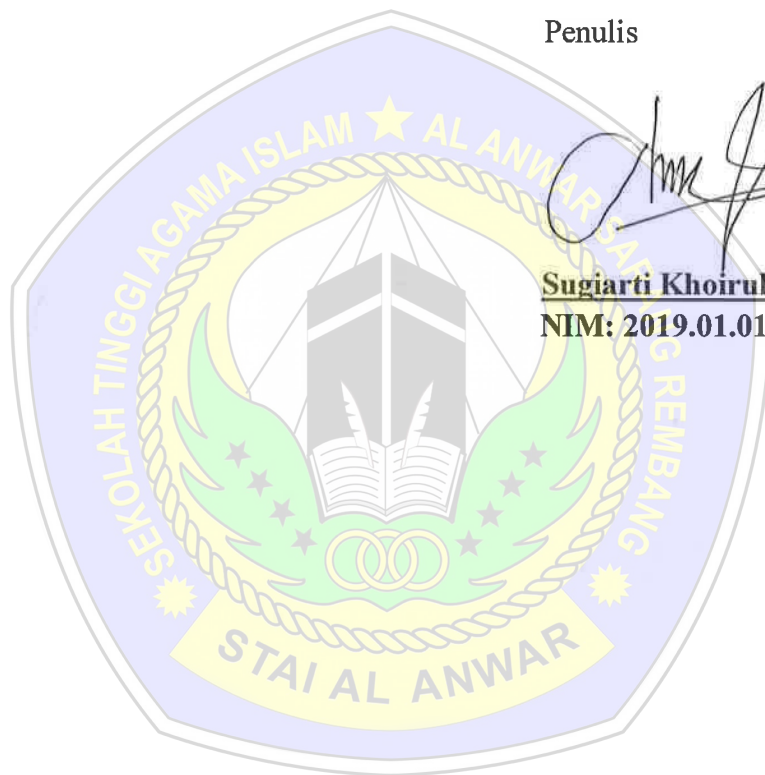 Penulis
Sugiarti Khoirul
NIM: 2019.01.01
SEKOLAH TINGGI AGAMA ISLAM ★ AL ANWAR SARANG REMBANG
STAI AL ANWAR